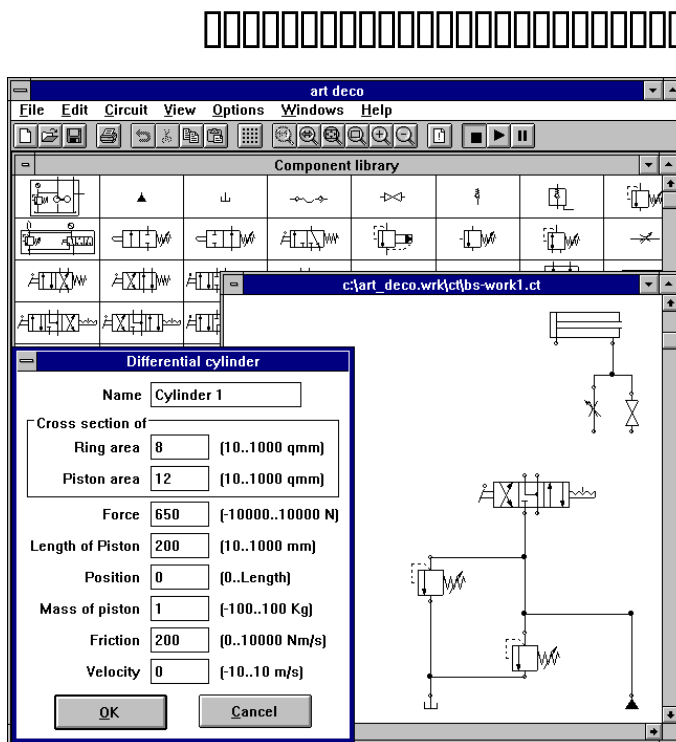 art deco
File Edit Circuit View Options Windows Help
Component library
c:\art_deco.wrk\ct\bs-work1.ct
Differential cylinder
Name Cylinder 1
Cross section of
Ring area 8 (10..1000 qmm)
Piston area 12 (10..1000 qmm)
Force 650 (-10000..10000 N)
Length of Piston 200 (10..1000 mm)
Position 0 (0..Length)
Mass of piston 1 (-100..100 Kg)
Friction 200 (0..10000 Nm/s)
Velocity 0 (-10..10 m/s)
OK Cancel